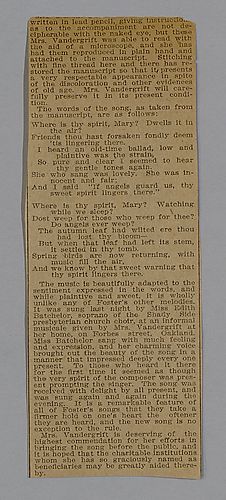 written in lead pencil, giving instruction
as to the accompaniment are not de-
cipherable with the naked eye, but these
Mrs. Vandergrift was able to read with
the aid of a microscope, and she has
had them reproduced in plain hand and
attached to the manuscript. Stitching
with fine thread here and there has re-
stored the manuscript so that it presents
a very respectable appearance in spite
of the discoloration and other evidences
of old age. Mrs. Vandergrift will care-
fully preserve it in its present condi-
tion.
The words of the song, as taken from
the manuscript, are as follows:
Where is thy spirit, Mary? Dwells it in
the air?
Friends thou hast forsaken fondly deem
'tis lingering there.
I heard an old-time ballad, low and
plaintive was the strain,
So pure and clear I seemed to hear
thy gentle tones again.
She who sang was lovely. She was in-
nocent and fair;
And I said "If angels guard us, thy
sweet spirit lingers there."
Where is thy spirit, Mary? Watching
while we sleep?
Dost weep for those who weep for thee?
Do angels ever weep?
The autumn leaf had wilted ere thou
had lost thy bloom—
But when that leaf had left its stem,
it settled in thy tomb.
Spring birds are now returning, with
music fill the air,
And we know by that sweet warning that
thy spirit lingers there.
The music is beautifully adapted to the
sentiment expressed in the words, and
while plaintive and sweet, it is wholly
unlike any of Foster's other melodies.
It was sung last night by Miss Lucy
Batchelor, soprano of the Shady Side
presbyterian church choir, at an informal
musicale given by Mrs. Vandergrift at
her home, on Forbes street, Oakland.
Miss Batchelor sang with much feeling
and expression, and her charming voice
brought out the beauty of the song in a
manner that impressed deeply every one
present. To those who heard it there
for the first time it seemed as though
the very spirit of the composer was pres-
ent prompting the singer. The song was
received with delight by all present, and
was sung again and again during the
evening. It is a remarkable feature of
all of Foster's songs that they take a
firmer hold on one's heart the oftener
they are heard, and the new song is no
exception to the rule.
Mrs. Vandergrift is deserving of the
highest commendation for her efforts in
bringing the song before the public, and
it is hoped that the charitable institutions
whom she has so graciously named as
beneficiaries may be greatly aided there-
by.